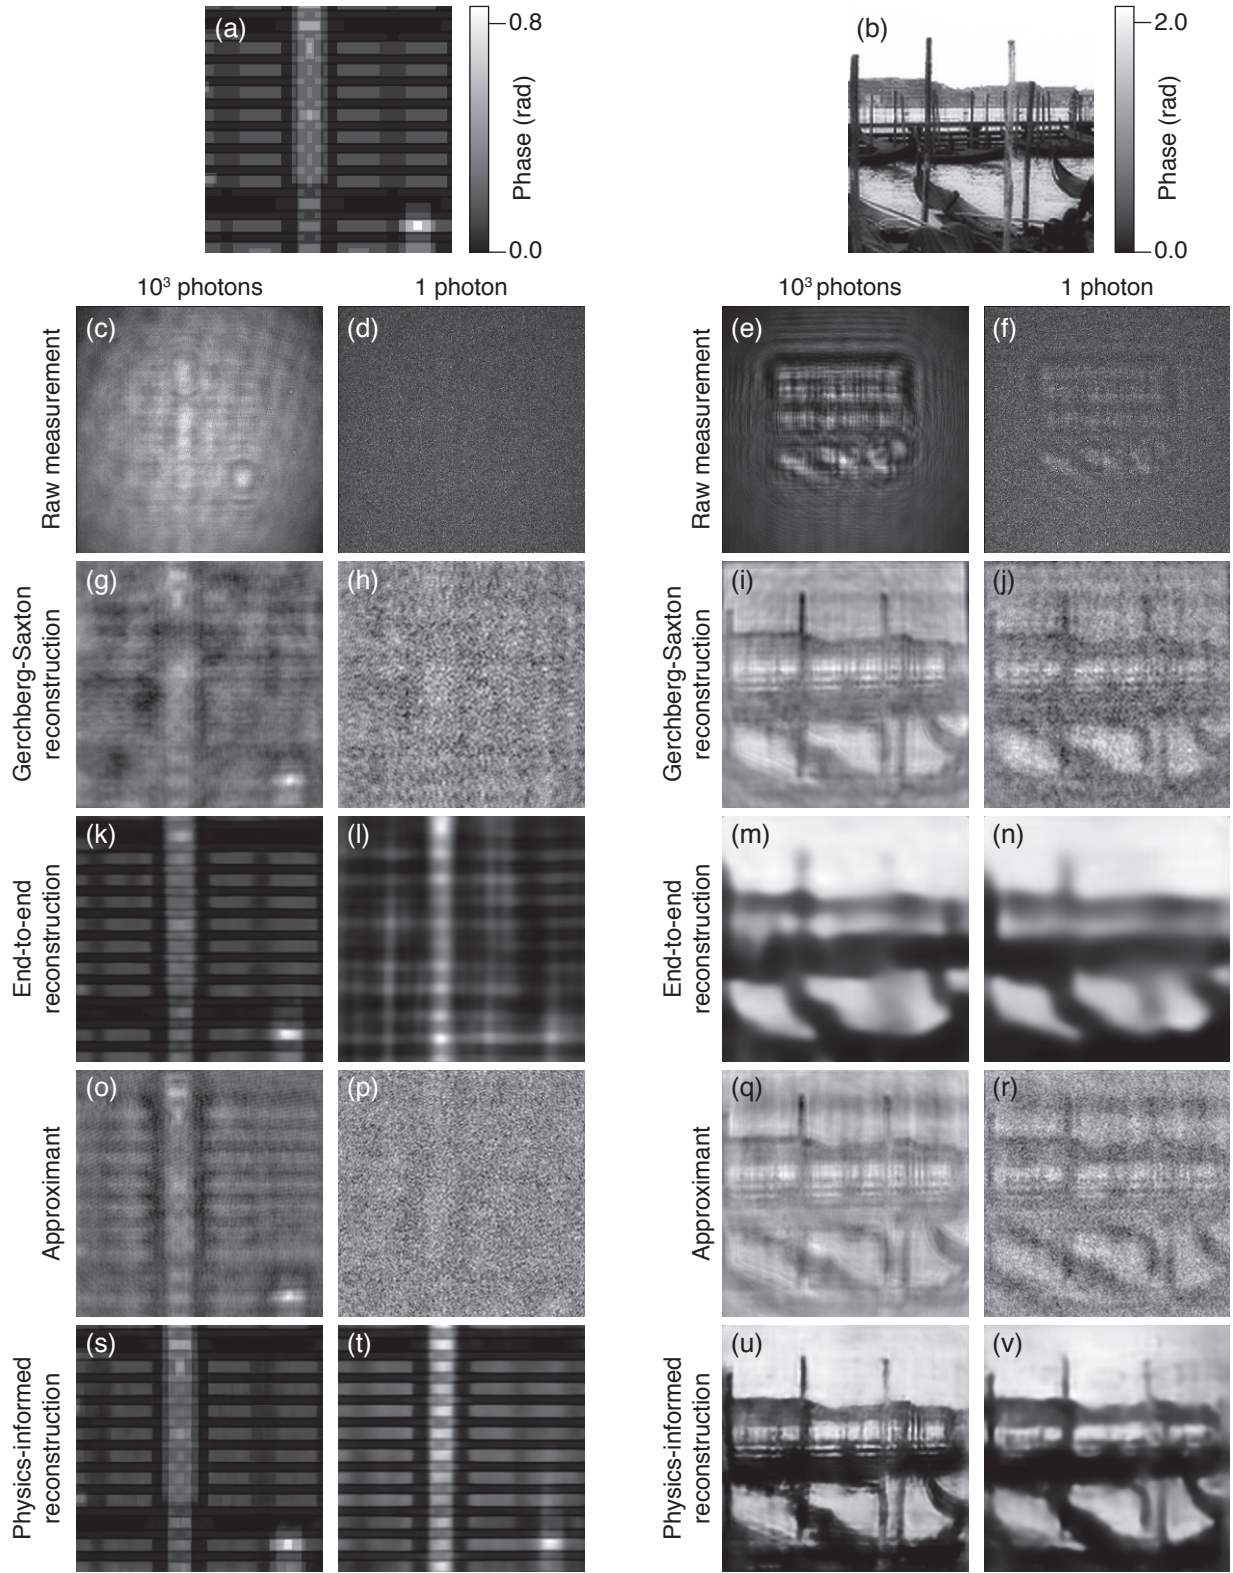 (a)
0.8
Phase (rad)
0.0
(b)
2.0
Phase (rad)
0.0
10³ photons
1 photon
10³ photons
1 photon
Raw measurement
(c)
(d)
Raw measurement
(e)
(f)
Gerchberg-Saxton
reconstruction
(g)
(h)
Gerchberg-Saxton
reconstruction
(i)
(j)
End-to-end
reconstruction
(k)
(l)
End-to-end
reconstruction
(m)
(n)
Approximant
(o)
(p)
Approximant
(q)
(r)
Physics-informed
reconstruction
(s)
(t)
Physics-informed
reconstruction
(u)
(v)